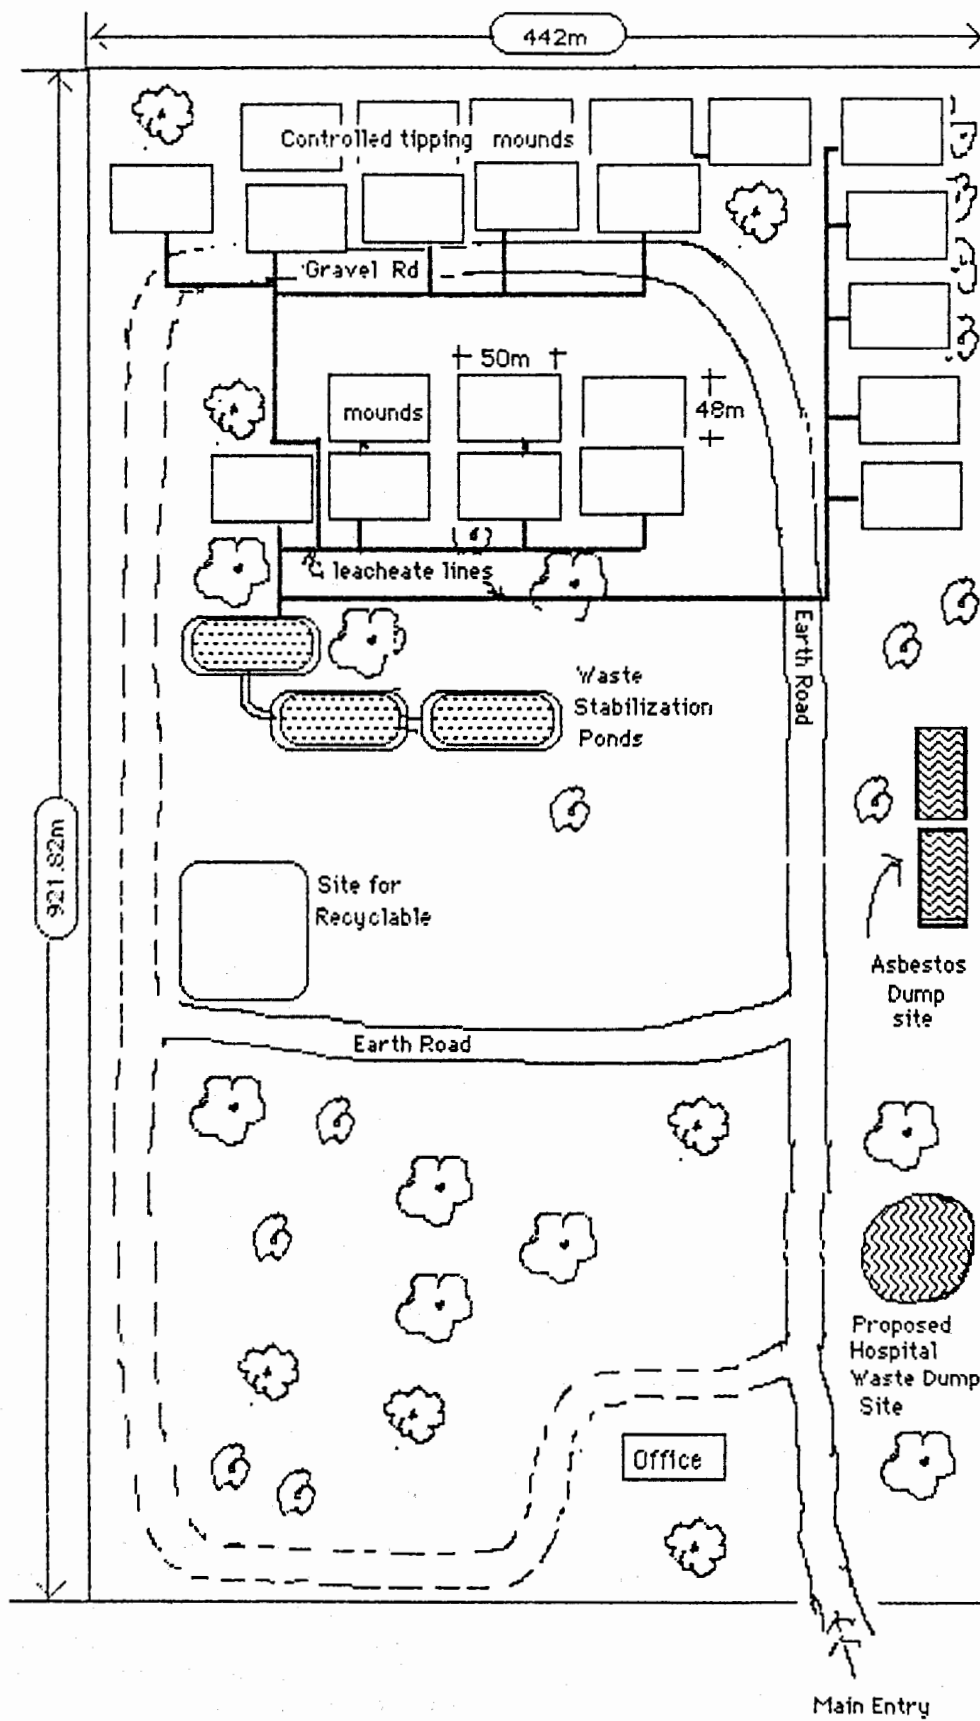 442m
Controlled tipping mounds
Gravel Rd
50m
mounds
48m
leacheate lines
Earth Road
Waste
Stabilization
Ponds
921.82m
Site for
Recyclable
Asbestos
Dump
site
Earth Road
Proposed
Hospital
Waste Dump
Site
Office
Main Entry